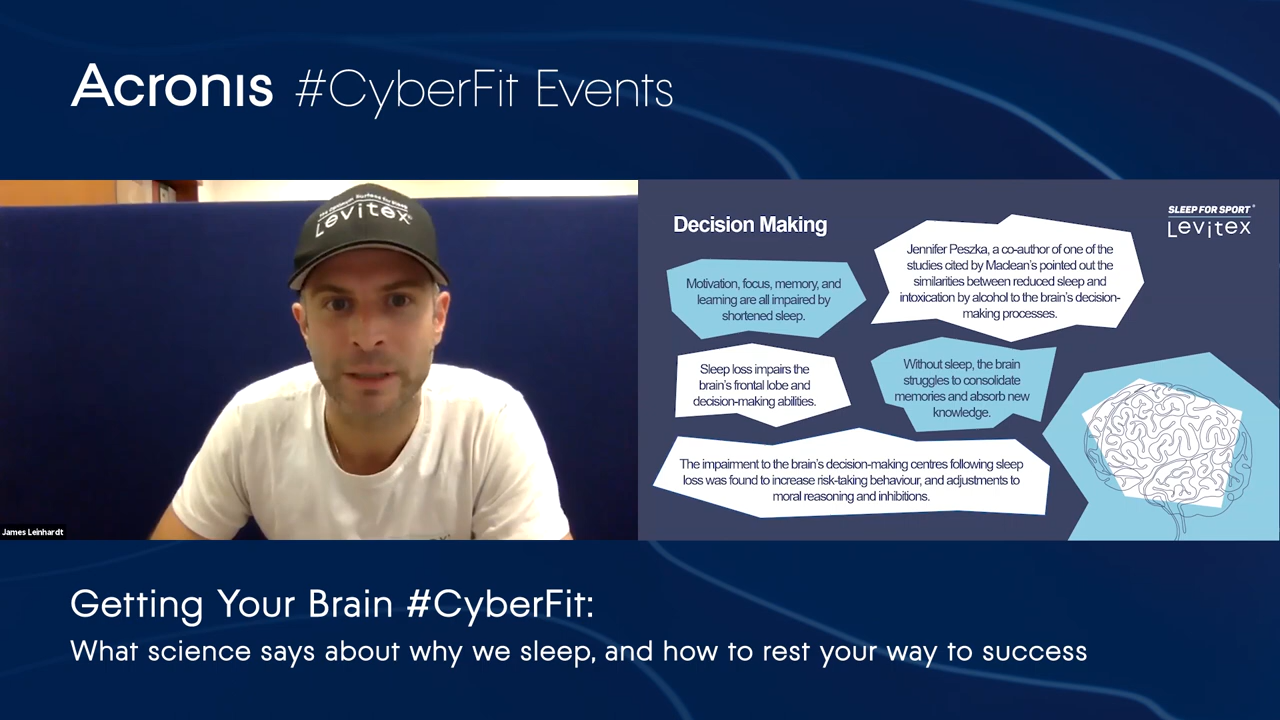 Acronis #CyberFit Events
The Optimum Surface for Sleep
Levitex
James Leinhardt
Decision Making
SLEEP FOR SPORT®
Levitex
Motivation, focus, memory, and
learning are all impaired by
shortened sleep.
Jennifer Peszka, a co-author of one of the
studies cited by Maclean's pointed out the
similarities between reduced sleep and
intoxication by alcohol to the brain's decision-
making processes.
Sleep loss impairs the
brain's frontal lobe and
decision-making abilities.
Without sleep, the brain
struggles to consolidate
memories and absorb new
knowledge.
The impairment to the brain's decision-making centres following sleep
loss was found to increase risk-taking behaviour, and adjustments to
moral reasoning and inhibitions.
Getting Your Brain #CyberFit:
What science says about why we sleep, and how to rest your way to success